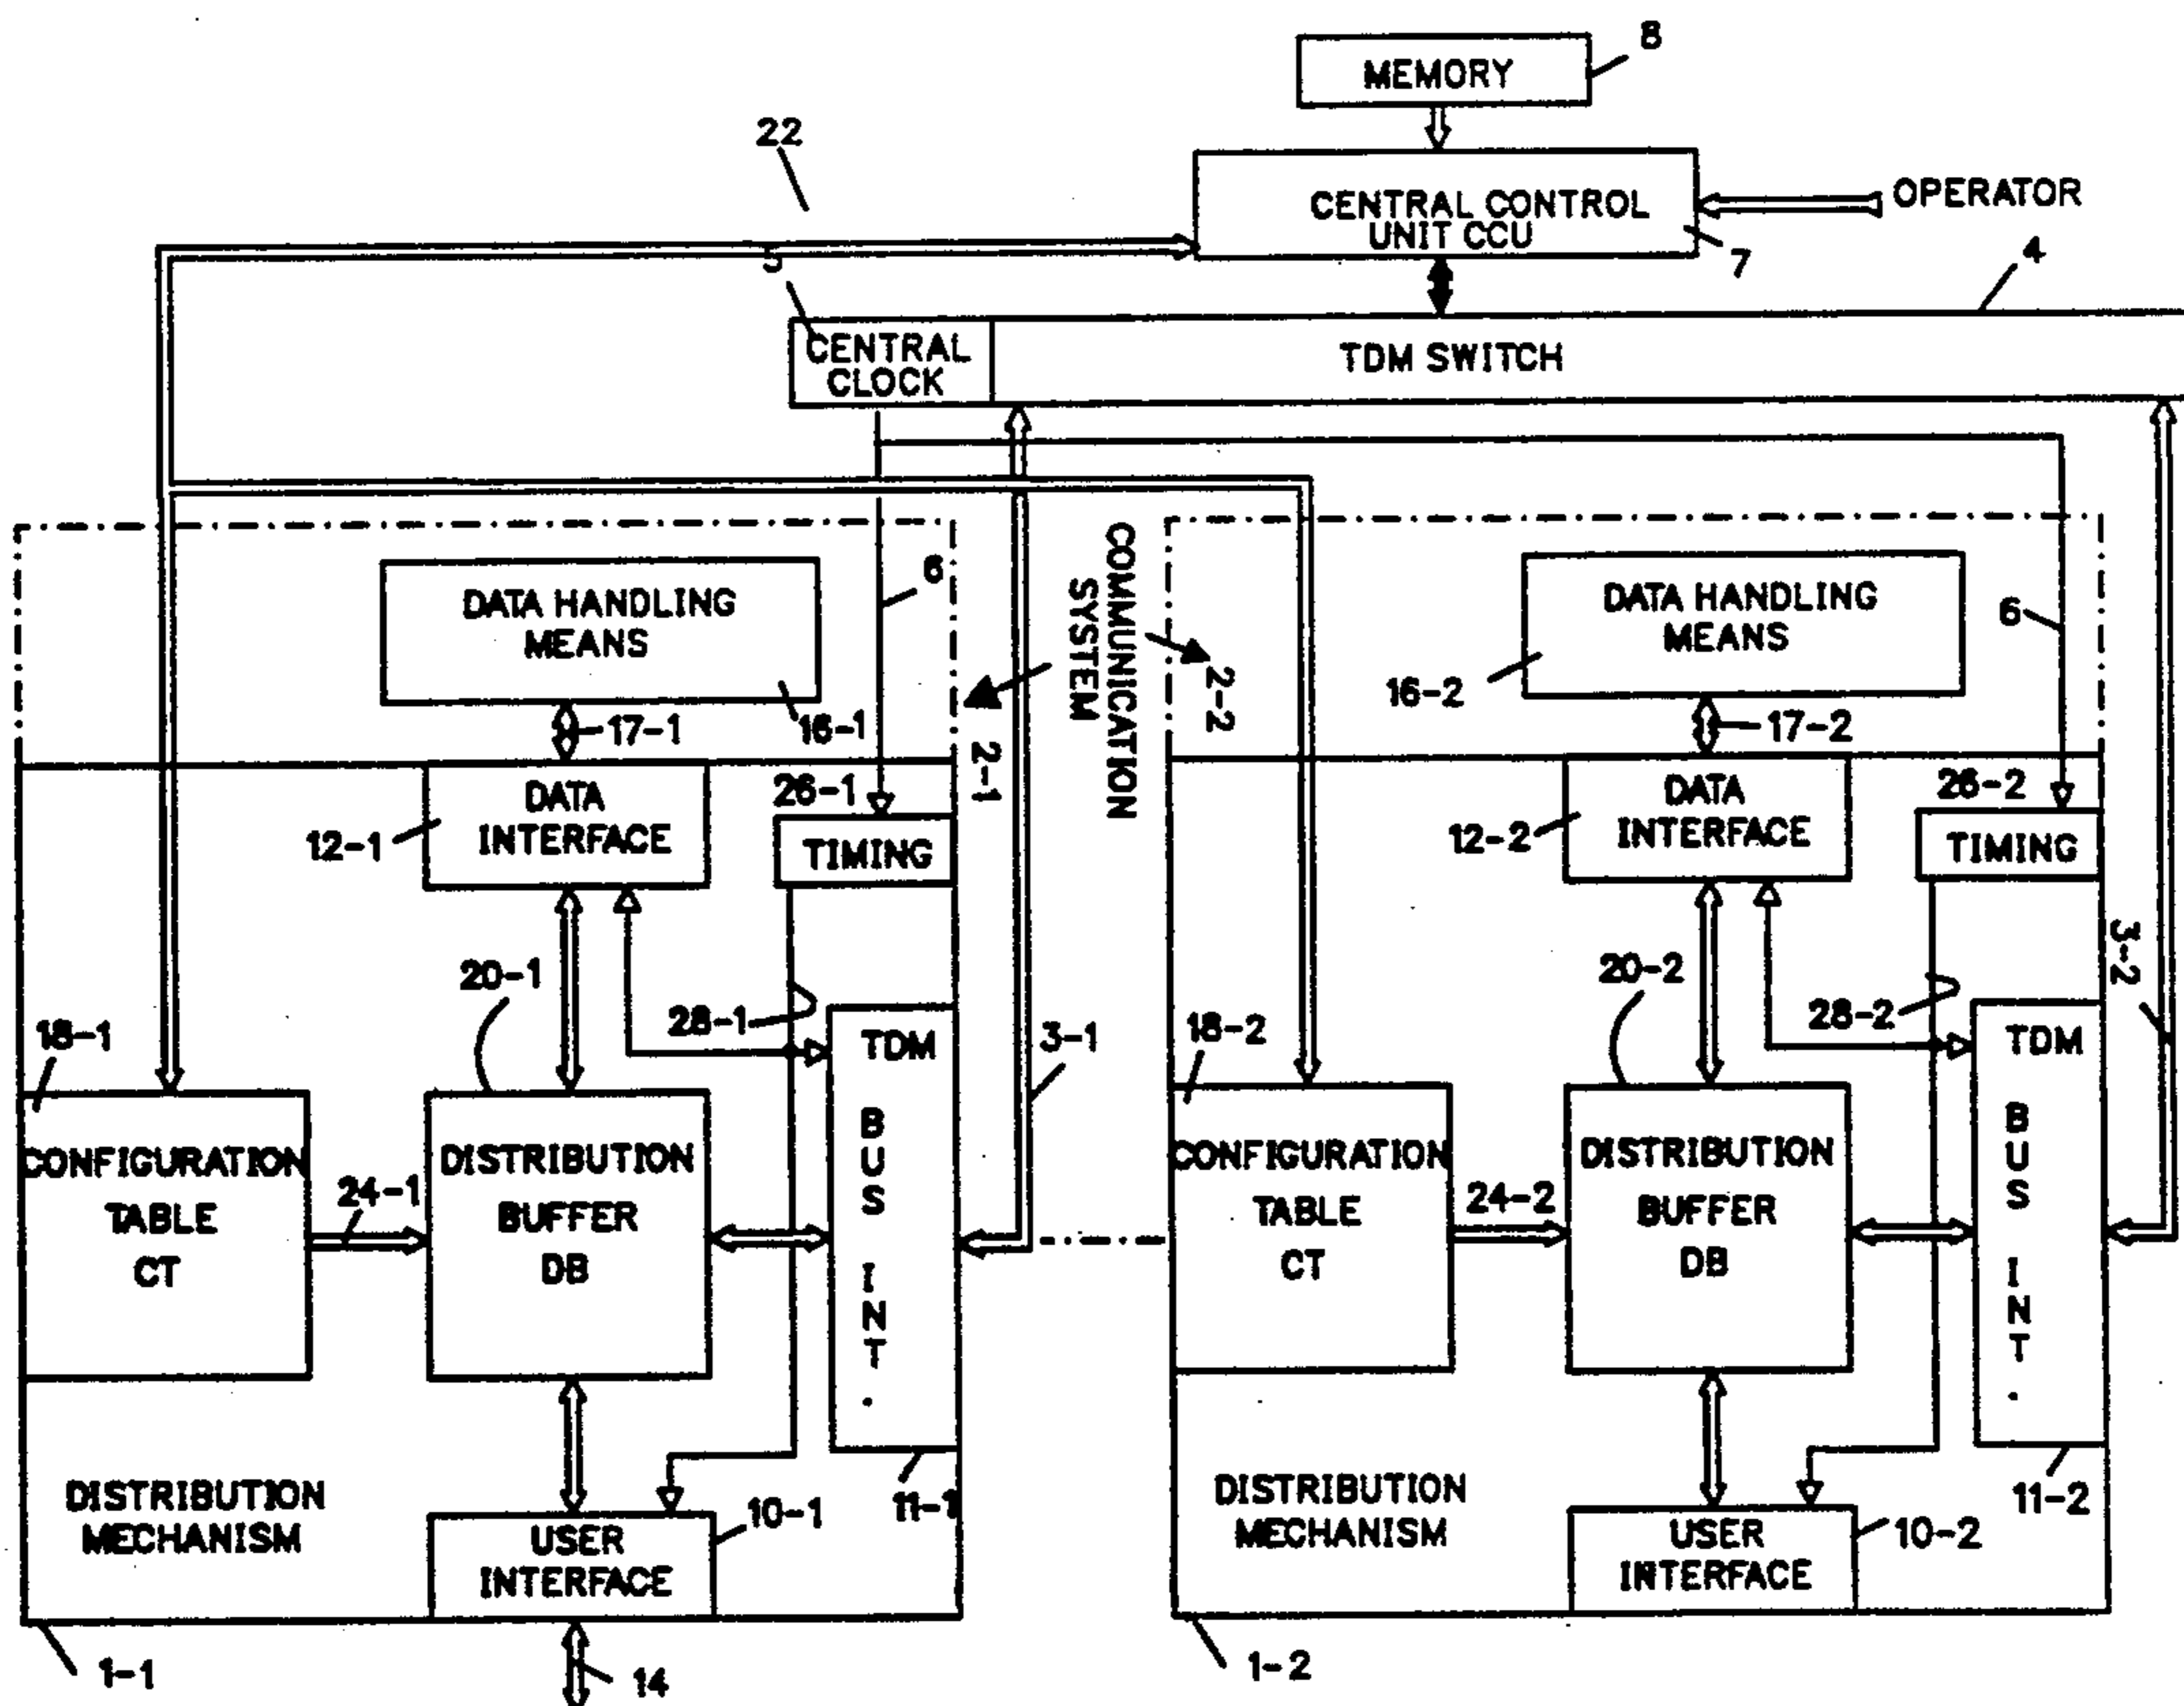 8
MEMORY
22
CENTRAL CONTROL
UNIT CCU
OPERATOR
7
4
CENTRAL
CLOCK
TDM SWITCH
COMMUNICATION
SYSTEM
DATA HANDLING
MEANS
6
16-1
17-1
2-1
2-2
DATA HANDLING
MEANS
6
16-2
17-2
DATA
INTERFACE
12-1
26-1
TIMING
DATA
INTERFACE
12-2
26-2
TIMING
20-1
28-1
18-1
3-1
20-2
28-2
18-2
3-2
CONFIGURATION
TABLE
CT
24-1
DISTRIBUTION
BUFFER
DB
TDM
BUS
INT.
CONFIGURATION
TABLE
CT
24-2
DISTRIBUTION
BUFFER
DB
TDM
BUS
INT.
DISTRIBUTION
MECHANISM
USER
INTERFACE
10-1
11-1
DISTRIBUTION
MECHANISM
USER
INTERFACE
10-2
11-2
1-1
14
1-2